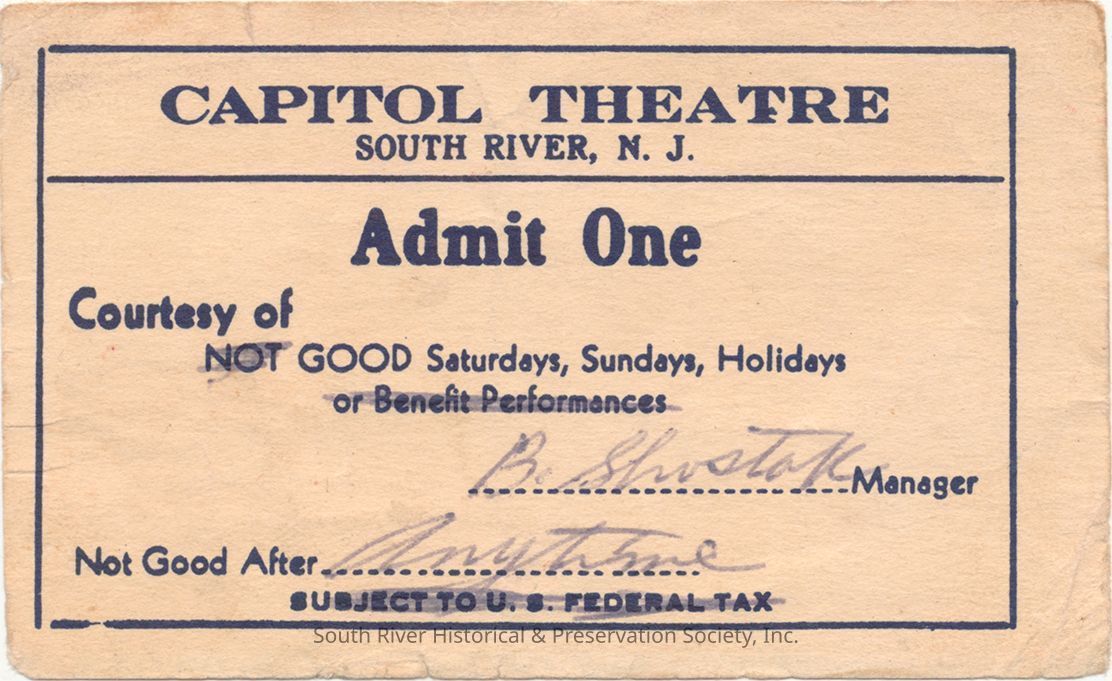 CAPITOL THEATRE
SOUTH RIVER, N. J.
Admit One
Courtesy of
NOT GOOD Saturdays, Sundays, Holidays
or Benefit Performances
B. Shostak Manager
Not Good After Anytime
SUBJECT TO U. S. FEDERAL TAX
South River Historical & Preservation Society, Inc.